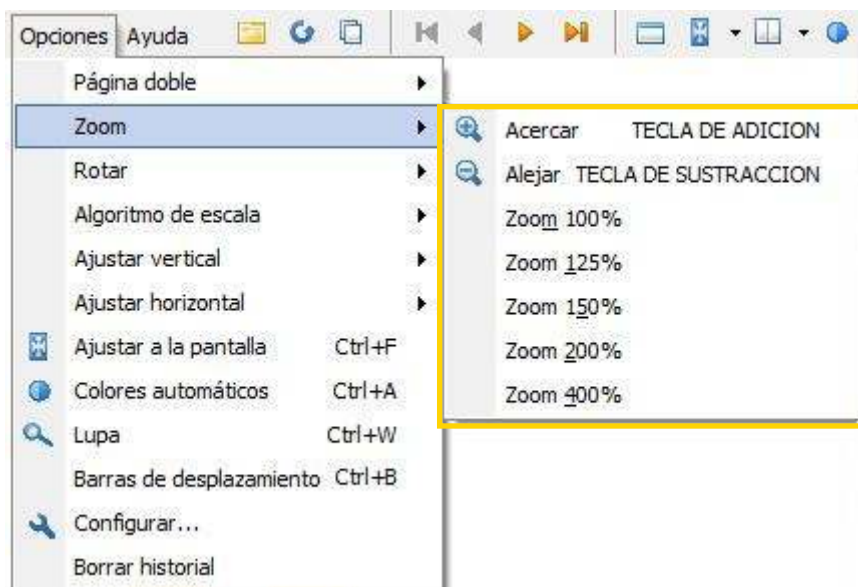 Opciones Ayuda
Página doble
Zoom
Rotar
Algoritmo de escala
Ajustar vertical
Ajustar horizontal
Ajustar a la pantalla Ctrl+F
Colores automáticos Ctrl+A
Lupa Ctrl+W
Barras de desplazamiento Ctrl+B
Configurar...
Borrar historial
Acercar TECLA DE ADICION
Alejar TECLA DE SUSTRACCION
Zoom 100%
Zoom 125%
Zoom 150%
Zoom 200%
Zoom 400%